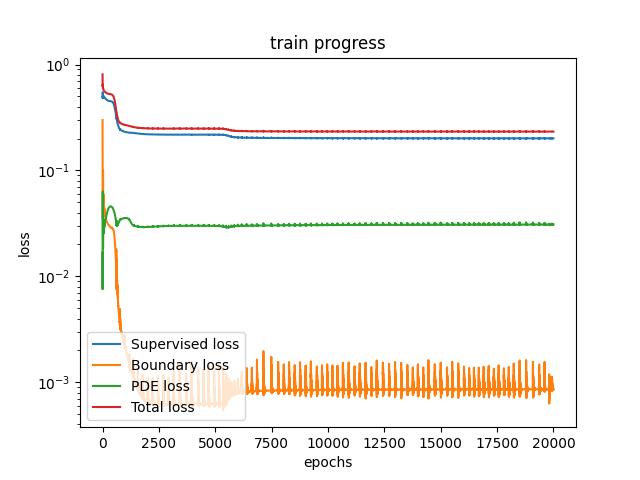 train progress
loss
10⁰
10⁻¹
10⁻²
10⁻³
Supervised loss
Boundary loss
PDE loss
Total loss
0 2500 5000 7500 10000 12500 15000 17500 20000
epochs